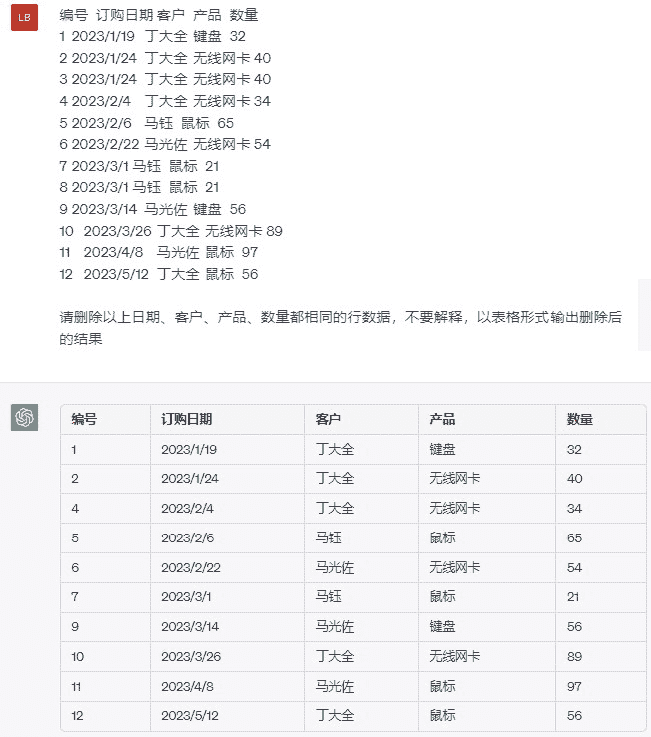 LB
编号 订购日期 客户 产品 数量
1 2023/1/19 丁大全 键盘 32
2 2023/1/24 丁大全 无线网卡 40
3 2023/1/24 丁大全 无线网卡 40
4 2023/2/4 丁大全 无线网卡 34
5 2023/2/6 马钰 鼠标 65
6 2023/2/22 马光佐 无线网卡 54
7 2023/3/1 马钰 鼠标 21
8 2023/3/1 马钰 鼠标 21
9 2023/3/14 马光佐 键盘 56
10 2023/3/26 丁大全 无线网卡 89
11 2023/4/8 马光佐 鼠标 97
12 2023/5/12 丁大全 鼠标 56
请删除以上日期、客户、产品、数量都相同的行数据，不要解释，以表格形式输出删除后
的结果
编号 订购日期 客户 产品 数量
1 2023/1/19 丁大全 键盘 32
2 2023/1/24 丁大全 无线网卡 40
4 2023/2/4 丁大全 无线网卡 34
5 2023/2/6 马钰 鼠标 65
6 2023/2/22 马光佐 无线网卡 54
7 2023/3/1 马钰 鼠标 21
9 2023/3/14 马光佐 键盘 56
10 2023/3/26 丁大全 无线网卡 89
11 2023/4/8 马光佐 鼠标 97
12 2023/5/12 丁大全 鼠标 56